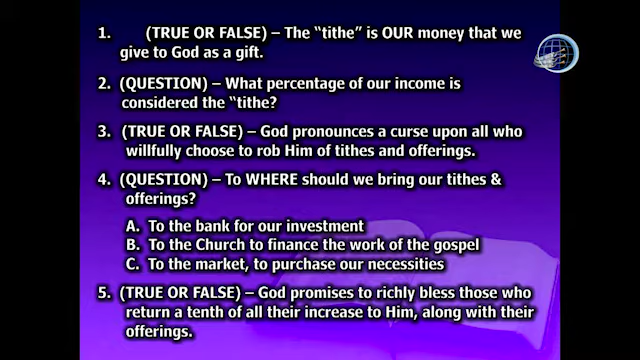 1. (TRUE OR FALSE) – The “tithe” is OUR money that we
give to God as a gift.
2. (QUESTION) – What percentage of our income is
considered the “tithe?
3. (TRUE OR FALSE) – God pronounces a curse upon all who
willfully choose to rob Him of tithes and offerings.
4. (QUESTION) – To WHERE should we bring our tithes &
offerings?
A. To the bank for our investment
B. To the Church to finance the work of the gospel
C. To the market, to purchase our necessities
5. (TRUE OR FALSE) – God promises to richly bless those who
return a tenth of all their increase to Him, along with their
offerings.